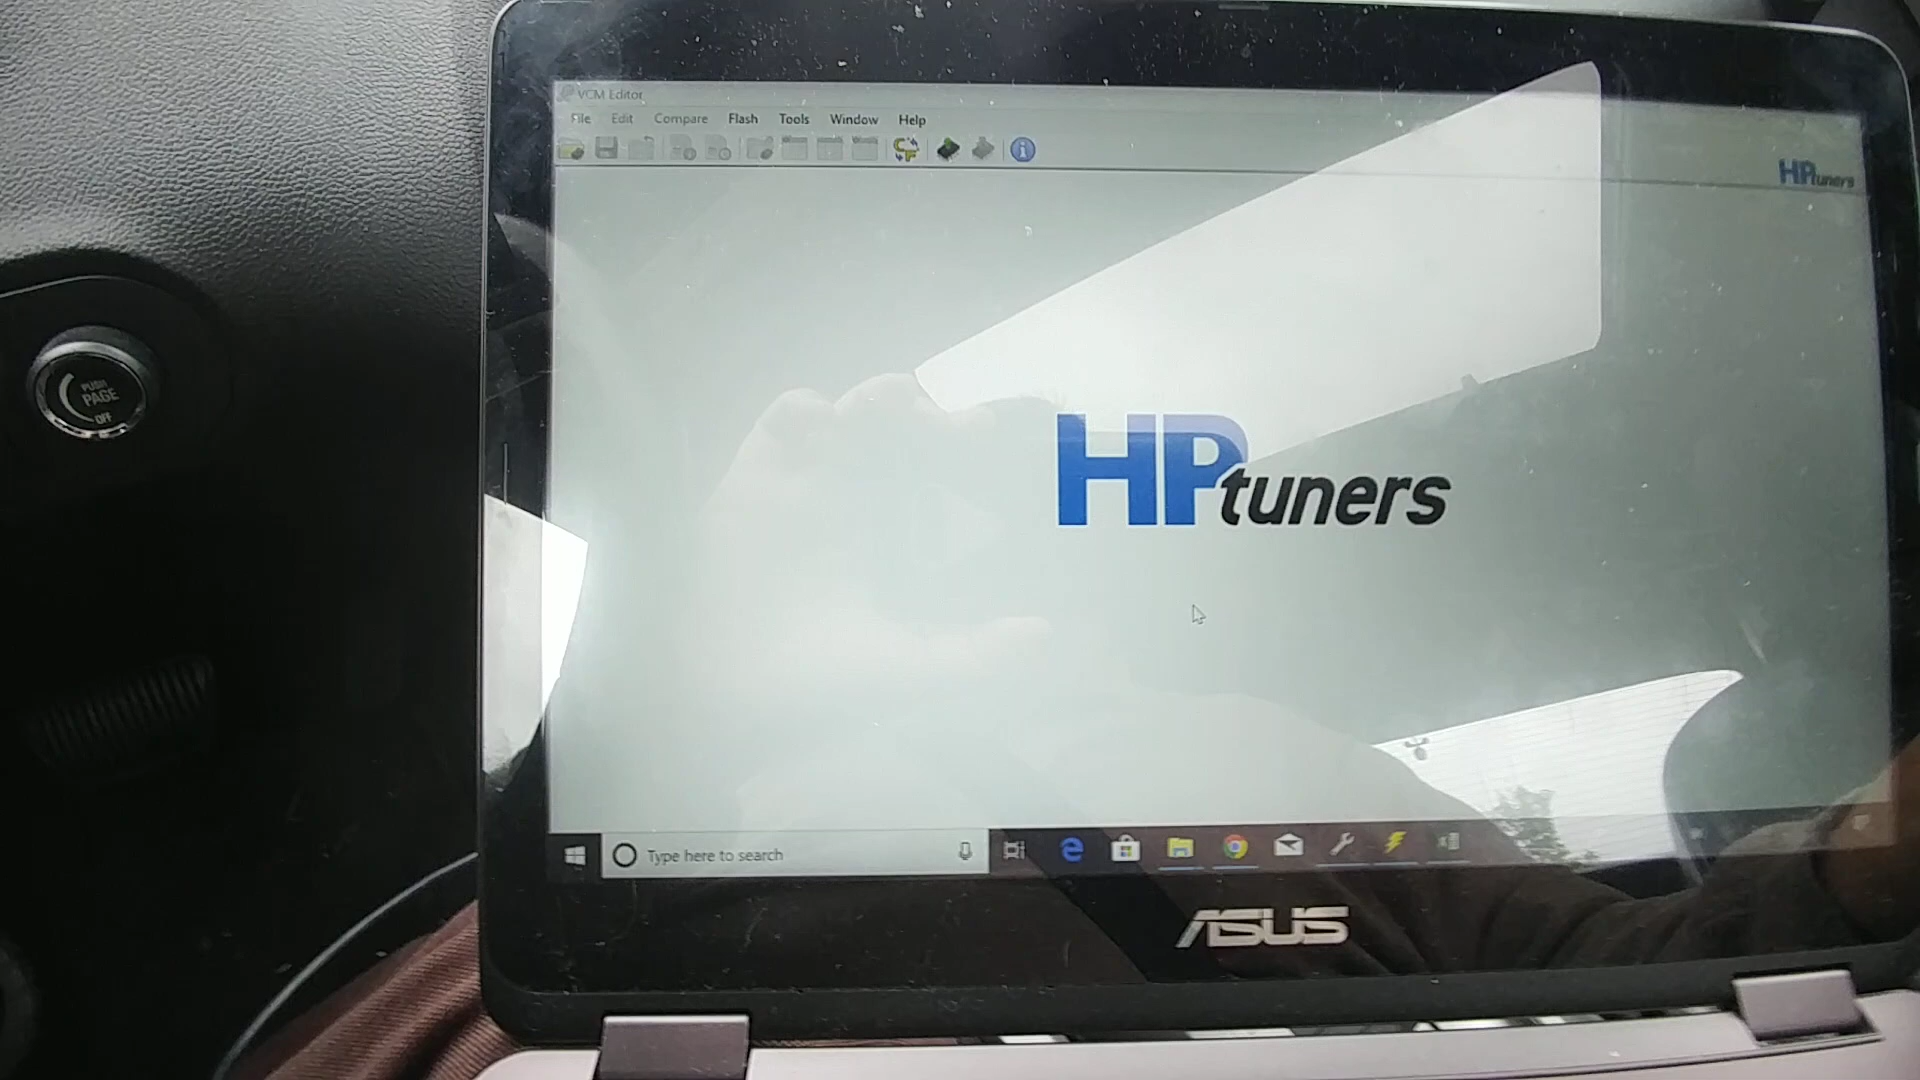 VCM Editor
File Edit Compare Flash Tools Window Help
HPtuners
PUSH
PAGE
OFF
HPtuners
Type here to search
ASUS